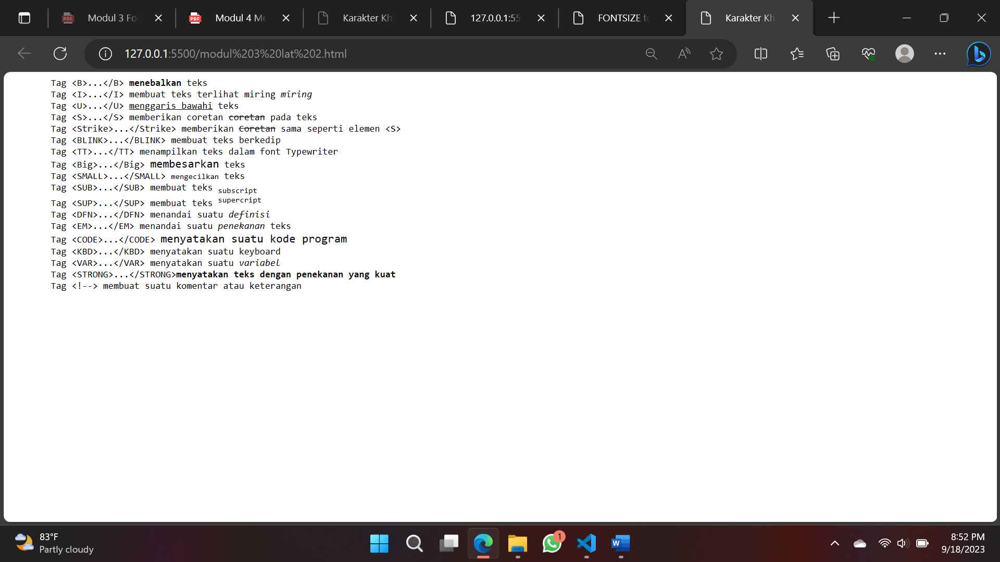 Modul 3 Fo
Modul 4 Me
Karakter Kh
127.0.0.1:55
FONTSIZE t
Karakter Kh
127.0.0.1:5500/modul%203%20lat%202.html
Tag <B>...</B> menebalkan teks
Tag <I>...</I> membuat teks terlihat miring miring
Tag <U>...</U> menggaris bawahi teks
Tag <S>...</S> memberikan coretan coretan pada teks
Tag <Strike>...</Strike> memberikan Coretan sama seperti elemen <S>
Tag <BLINK>...</BLINK> membuat teks berkedip
Tag <TT>...</TT> menampilkan teks dalam font Typewriter
Tag <Big>...</Big> membesarkan teks
Tag <SMALL>...</SMALL> mengecilkan teks
Tag <SUB>...</SUB> membuat teks subscript
Tag <SUP>...</SUP> membuat teks supercript
Tag <DFN>...</DFN> menandai suatu definisi
Tag <EM>...</EM> menandai suatu penekanan teks
Tag <CODE>...</CODE> menyatakan suatu kode program
Tag <KBD>...</KBD> menyatakan suatu keyboard
Tag <VAR>...</VAR> menyatakan suatu variabel
Tag <STRONG>...</STRONG>menyatakan teks dengan penekanan yang kuat
Tag <!--> membuat suatu komentar atau keterangan
83°F
Partly cloudy
1
8:52 PM
9/18/2023